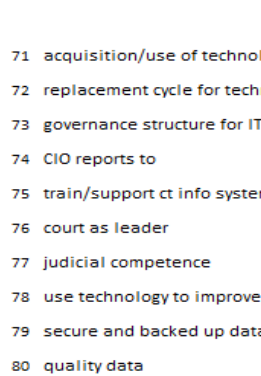 71 acquisition/use of technol
72 replacement cycle for tech
73 governance structure for IT
74 CIO reports to
75 train/support ct info system
76 court as leader
77 judicial competence
78 use technology to improve
79 secure and backed up data
80 quality data